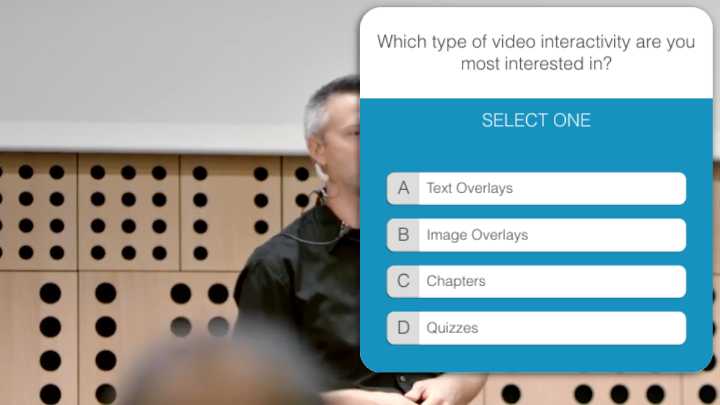 Which type of video interactivity are you
most interested in?
SELECT ONE
A Text Overlays
B Image Overlays
C Chapters
D Quizzes